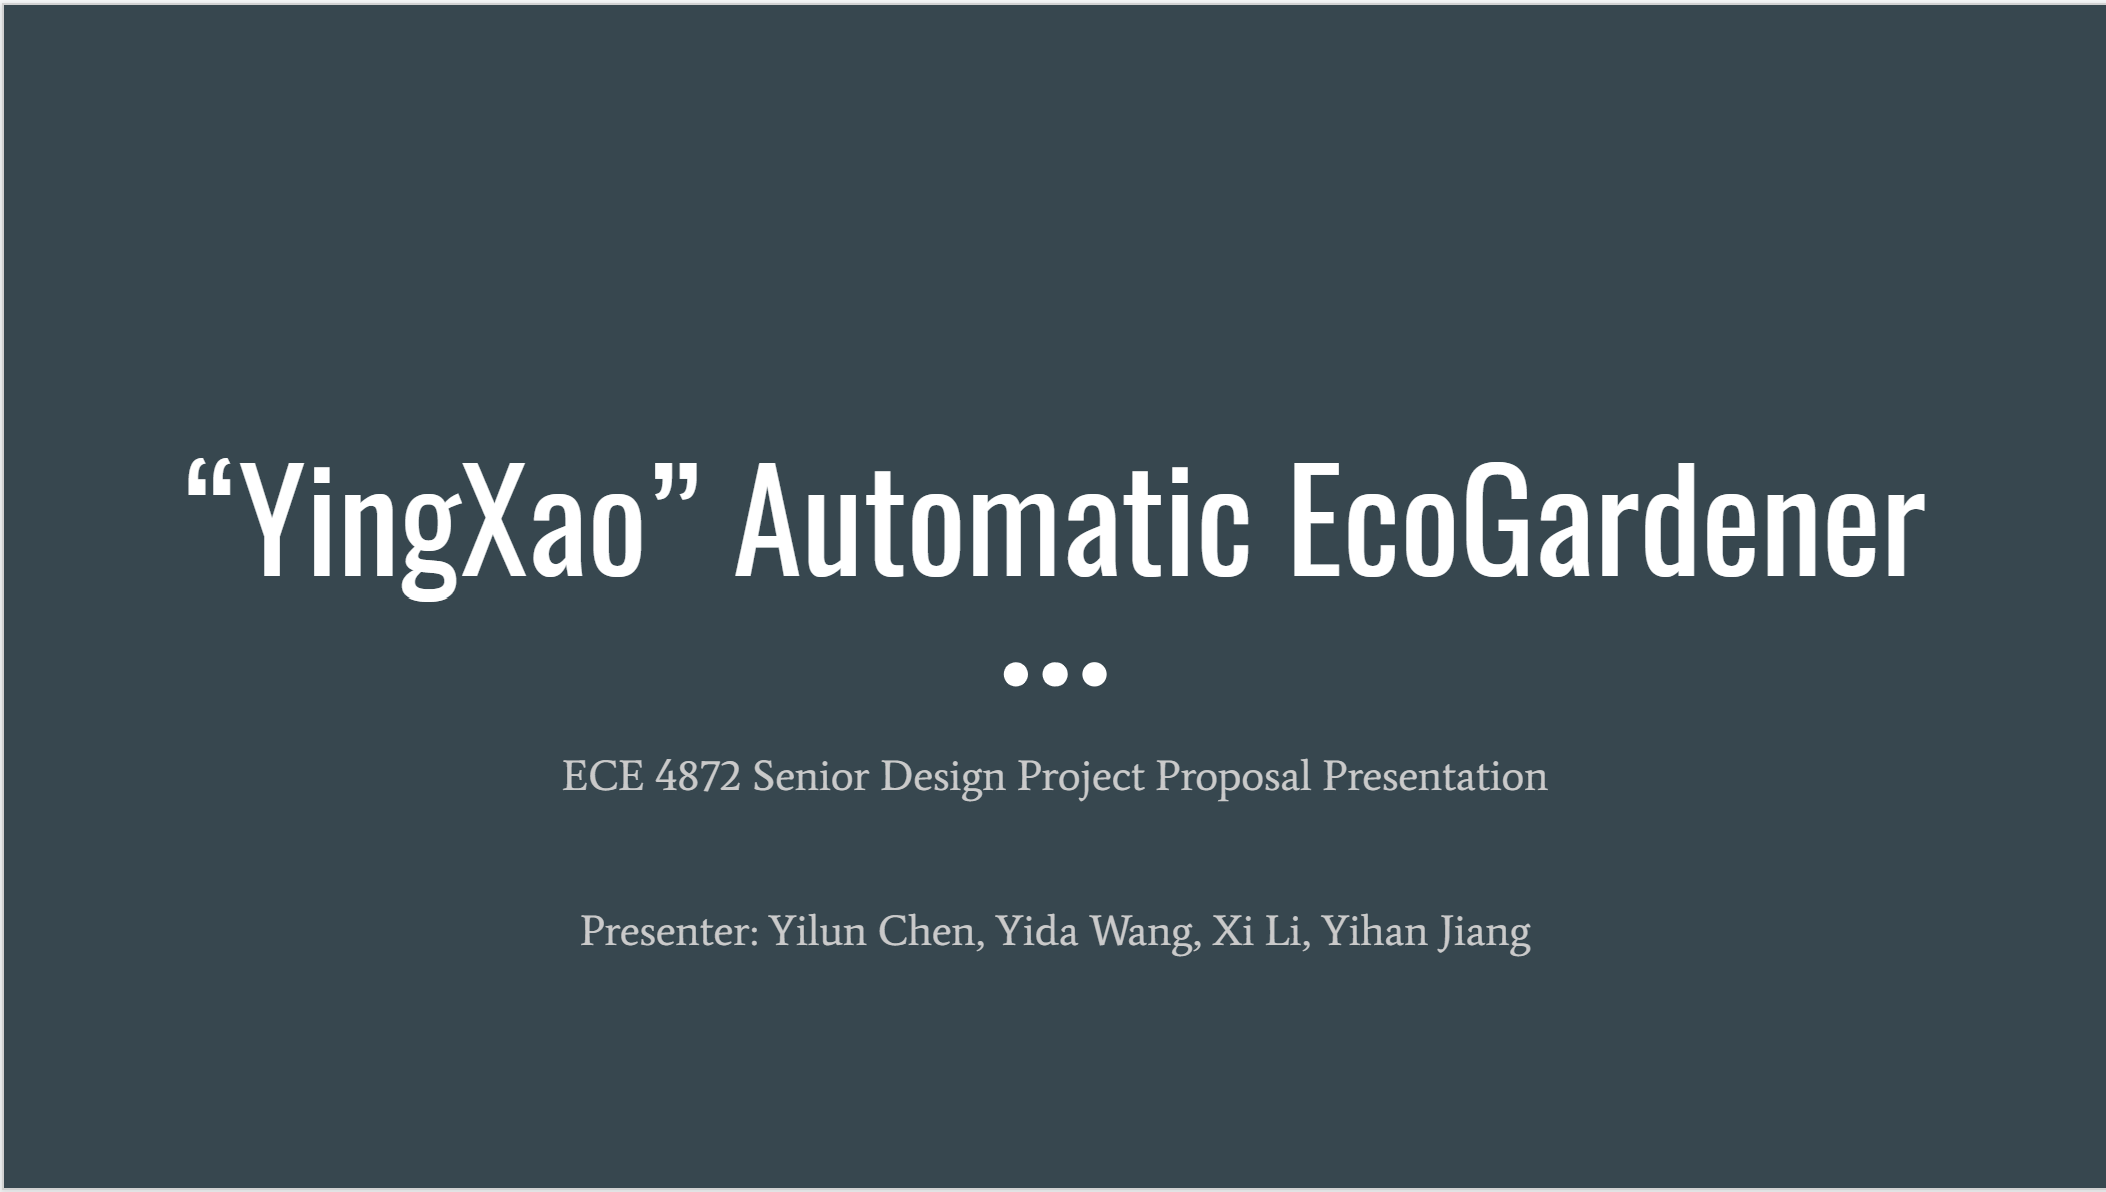 “YingXao” Automatic EcoGardener
ECE 4872 Senior Design Project Proposal Presentation
Presenter: Yilun Chen, Yida Wang, Xi Li, Yihan Jiang